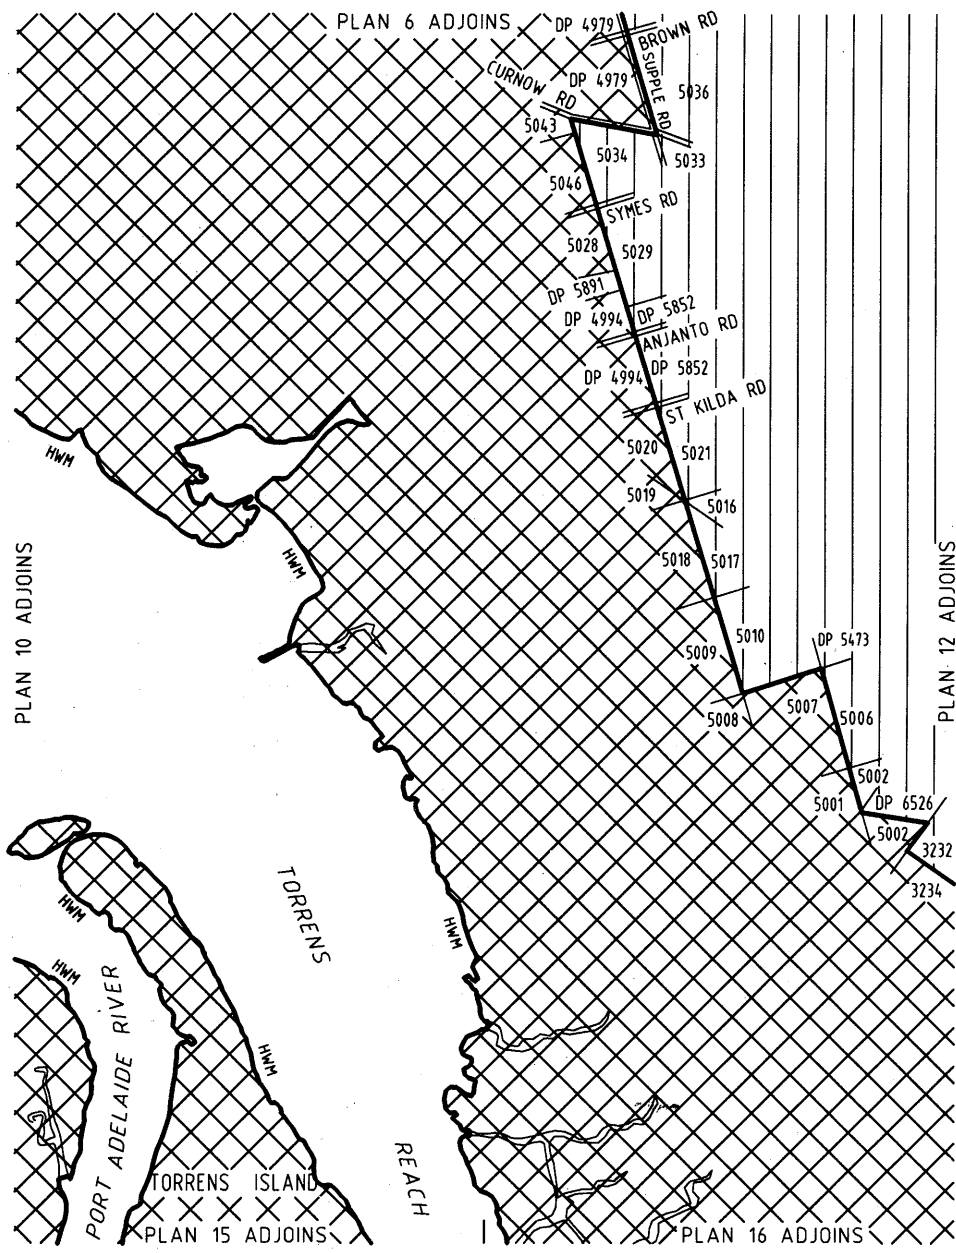 PLAN 6 ADJOINS
DP 4979
BROWN RD
CURNOW RD
DP 4979
SUPPLE RD
5036
5043
5034
5033
5046
SYMES RD
5028
5029
DP 5891
DP 5852
DP 4994
ANJANTO RD
DP 4994
DP 5852
ST KILDA RD
5020
5021
HWM
5019
5016
HWM
5018
5017
PLAN 10 ADJOINS
PLAN 12 ADJOINS
5010
DP 5473
5009
5008
5007
5006
5002
5001
DP 6526
5002
3232
3234
TORRENS
HWM
HWM
HWM
PORT ADELAIDE RIVER
HWM
REACH
TORRENS ISLAND
PLAN 15 ADJOINS
PLAN 16 ADJOINS